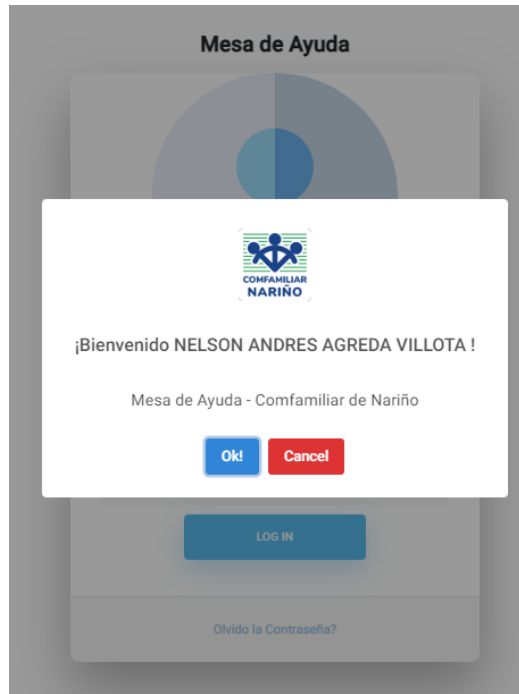 Mesa de Ayuda
COMFAMILIAR
NARIÑO
¡Bienvenido NELSON ANDRES AGREDA VILLOTA !
Mesa de Ayuda - Comfamiliar de Nariño
Ok!
Cancel
LOG IN
Olvido la Contraseña?